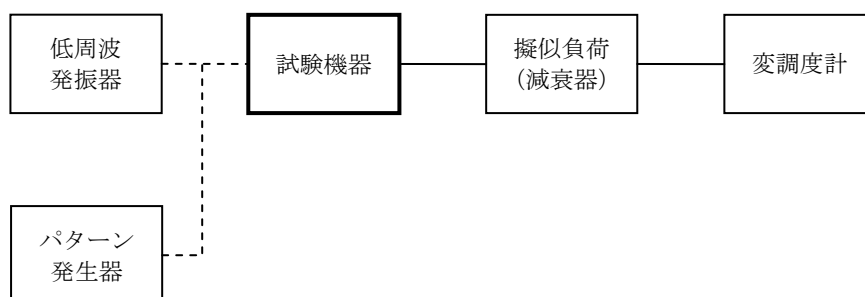 低周波
発振器
試験機器
擬似負荷
（減衰器）
変調度計
パターン
発生器